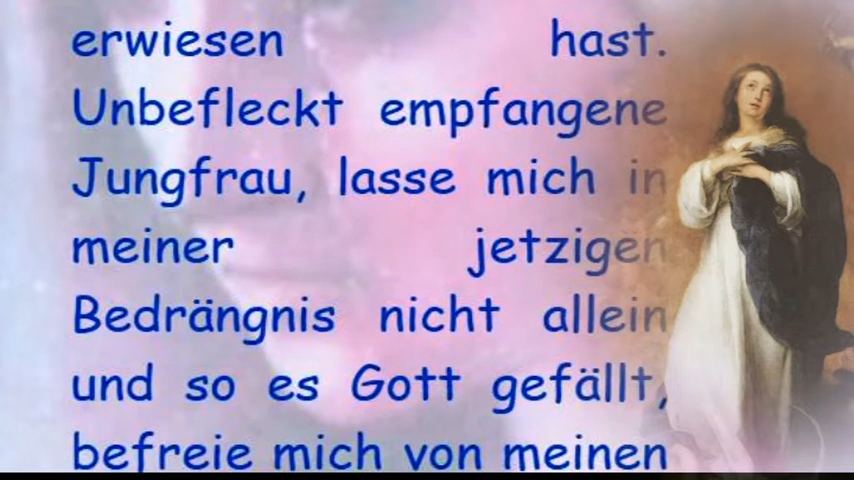 erwiesen hast.
Unbefleckt empfangene
Jungfrau, lasse mich in
meiner jetzigen
Bedrängnis nicht allein
und so es Gott gefällt,
befreie mich von meinen